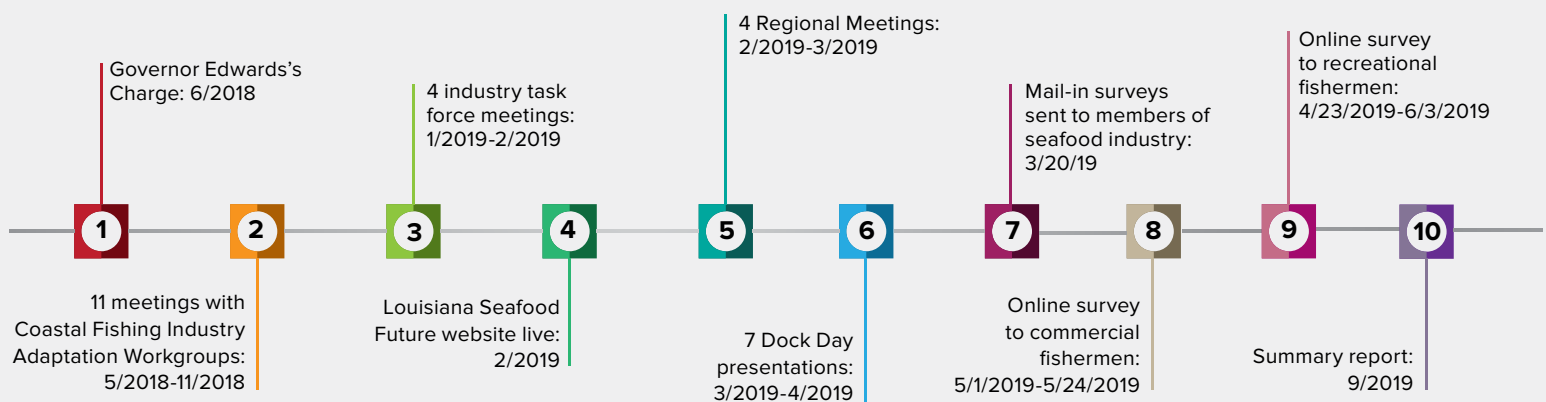 Governor Edwards's
Charge: 6/2018
4 industry task
force meetings:
1/2019-2/2019
4 Regional Meetings:
2/2019-3/2019
Mail-in surveys
sent to members of
seafood industry:
3/20/19
Online survey
to recreational
fishermen:
4/23/2019-6/3/2019
1
2
3
4
5
6
7
8
9
10
11 meetings with
Coastal Fishing Industry
Adaptation Workgroups:
5/2018-11/2018
Louisiana Seafood
Future website live:
2/2019
7 Dock Day
presentations:
3/2019-4/2019
Online survey
to commercial
fishermen:
5/1/2019-5/24/2019
Summary report:
9/2019